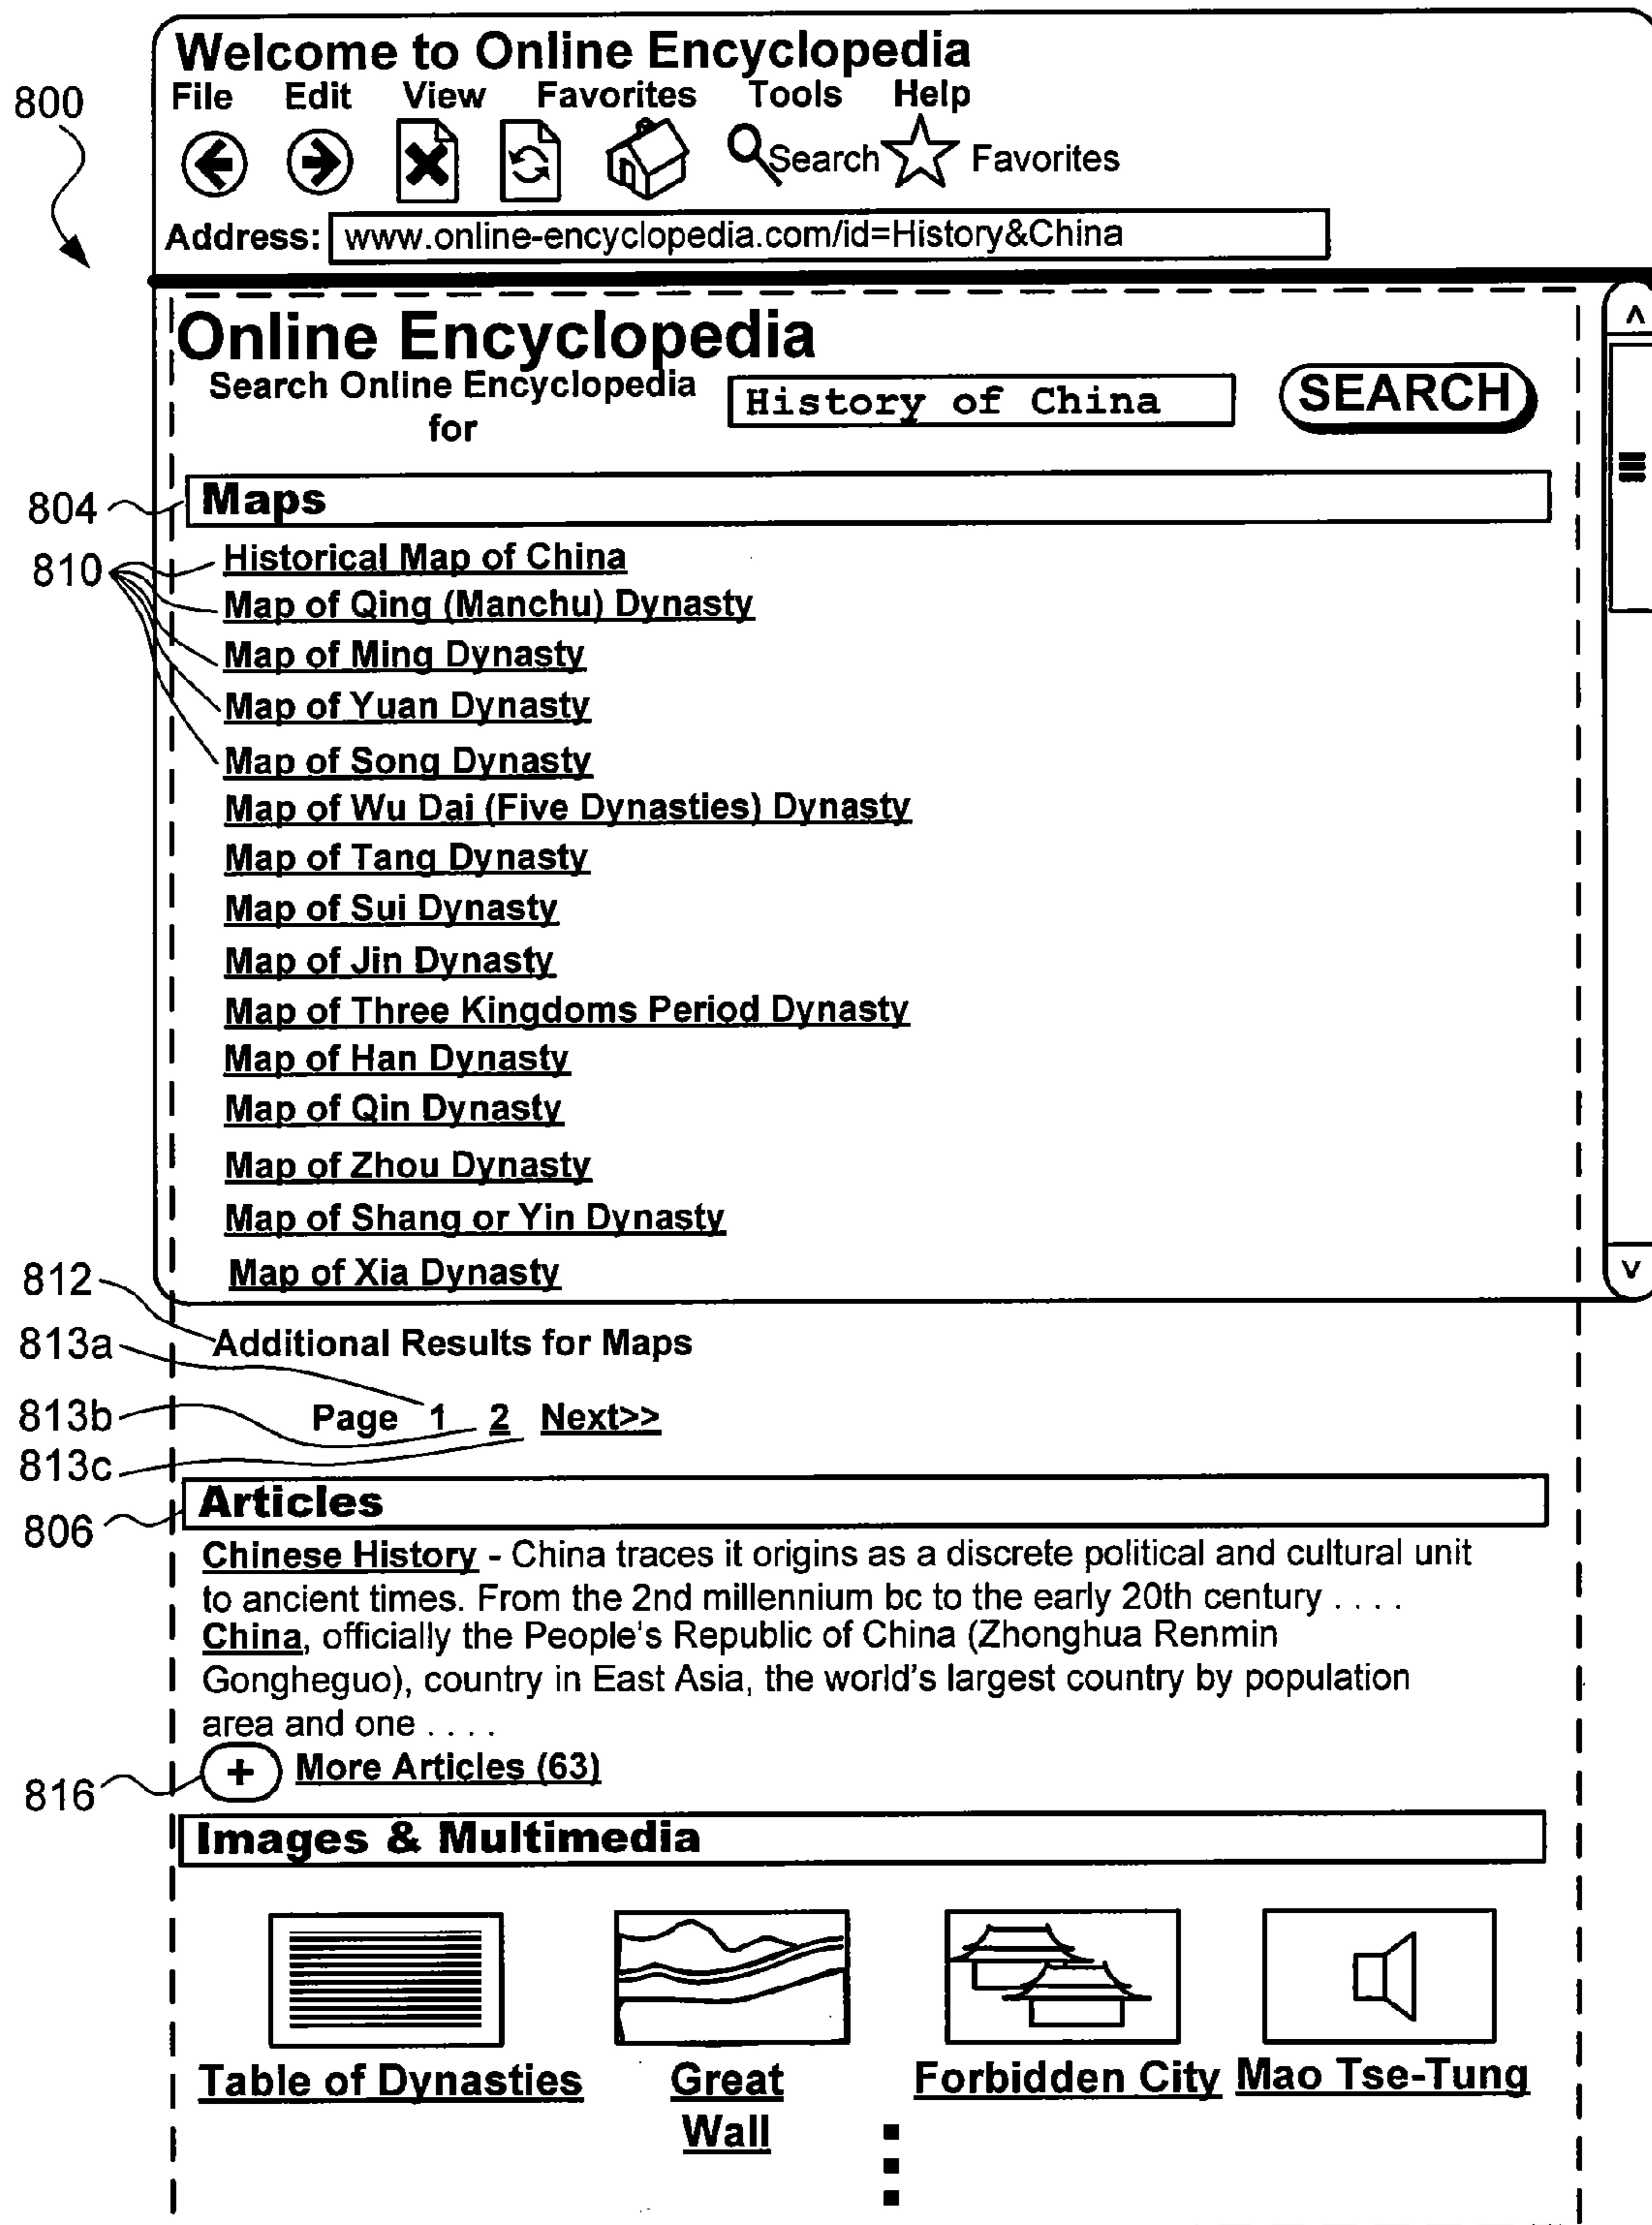 Welcome to Online Encyclopedia
File Edit View Favorites Tools Help
800
Search Favorites
Address: www.online-encyclopedia.com/id=History&China
Online Encyclopedia
Search Online Encyclopedia
for
History of China
SEARCH
804
Maps
810
Historical Map of China
Map of Qing (Manchu) Dynasty
Map of Ming Dynasty
Map of Yuan Dynasty
Map of Song Dynasty
Map of Wu Dai (Five Dynasties) Dynasty
Map of Tang Dynasty
Map of Sui Dynasty
Map of Jin Dynasty
Map of Three Kingdoms Period Dynasty
Map of Han Dynasty
Map of Qin Dynasty
Map of Zhou Dynasty
Map of Shang or Yin Dynasty
Map of Xia Dynasty
812
Additional Results for Maps
813a
813b
Page 1 2 Next>>
813c
Articles
806
Chinese History - China traces it origins as a discrete political and cultural unit
to ancient times. From the 2nd millennium bc to the early 20th century . . . .
China, officially the People's Republic of China (Zhonghua Renmin
Gongheguo), country in East Asia, the world's largest country by population
area and one . . . .
816
+ More Articles (63)
Images & Multimedia
Table of Dynasties
Great
Wall
Forbidden City
Mao Tse-Tung